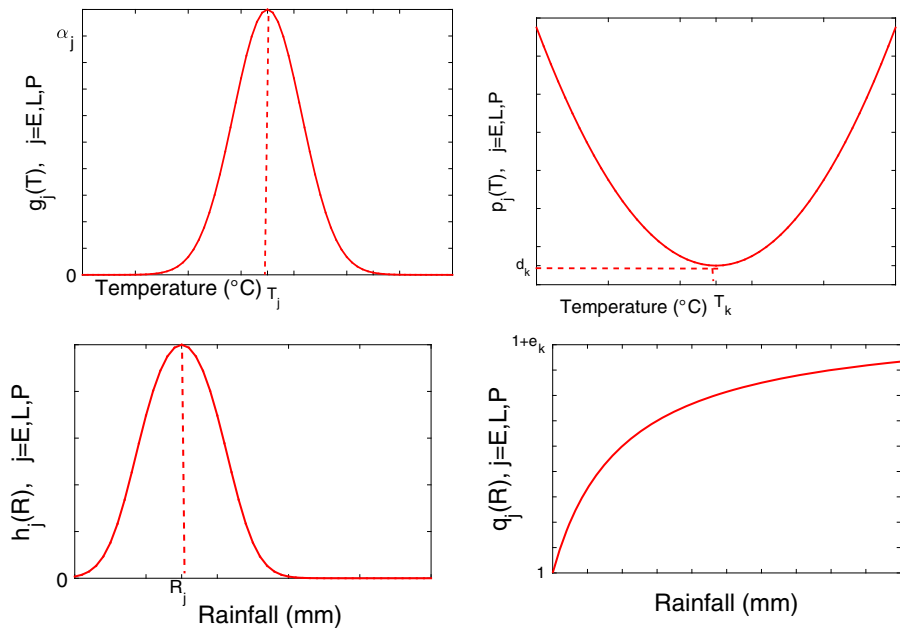 α_j
g_j(T),  j=E,L,P
0
Temperature (°C) T_j
p_j(T),  j=E,L,P
d_k
Temperature (°C) T_k
h_j(R),  j=E,L,P
0
R_j
Rainfall (mm)
1+e_k
q_j(R), j=E,L,P
1
Rainfall (mm)